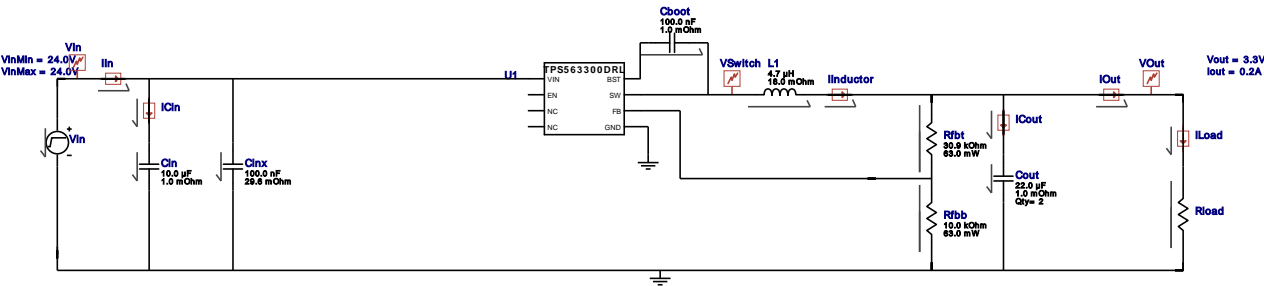 Cboot
100.0 nF
1.0 mOhm
Vin
VinMin = 24.0V
VinMax = 24.0V
Iin
U1
TPS563300DRL
VIN
BST
EN
SW
NC
FB
NC
GND
VSwitch
L1
4.7 µH
16.0 mOhm
IInductor
IOut
VOut
Vout = 3.3V
Iout = 0.2A
ICin
Vin
+
-
Cin
10.0 µF
1.0 mOhm
Cinx
100.0 nF
29.6 mOhm
Rfbt
30.9 kOhm
63.0 mW
ICout
ILoad
Cout
22.0 µF
1.0 mOhm
Qty= 2
Rfbb
10.0 kOhm
63.0 mW
Rload